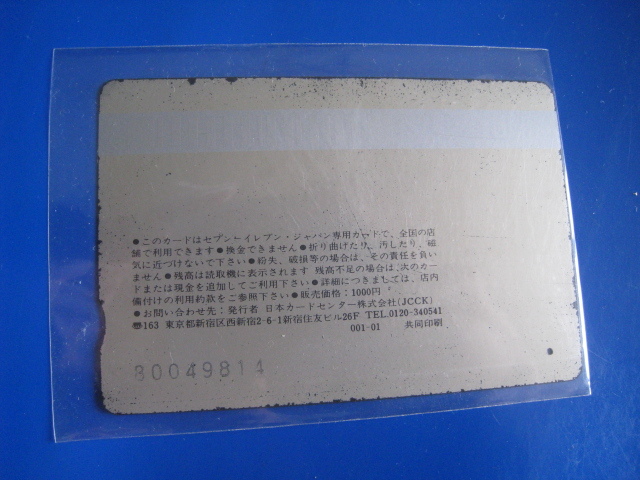 ●このカードはセブン-イレブン・ジャパン専用カードで、全国の店
舗で利用できます●換金できません●折り曲げたり、汚したり、磁
気に近づけないで下さい●紛失、破損等の場合は、その責任を負い
ません●残高は読取機に表示されます 残高不足の場合は、次のカー
ドまたは現金を追加してご利用下さい●詳細につきましては、店内
備付けの利用約款をご参照下さい●販売価格：1000円
●お問い合わせ先：発行者 日本カードセンター株式会社(JCCK)
〠163 東京都新宿区西新宿2-6-1新宿住友ビル26F TEL.0120-340541
001-01 共同印刷
80049814